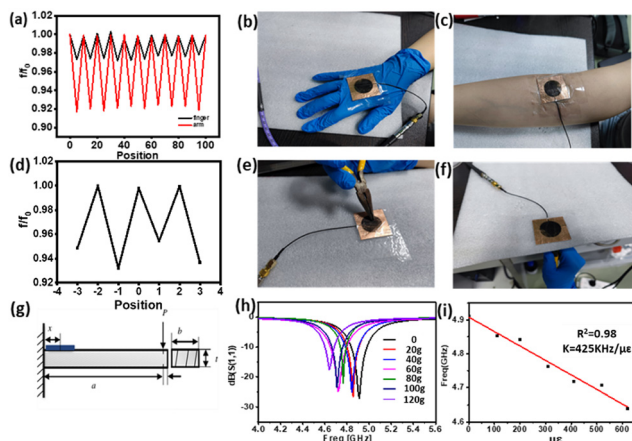 (a)
1.02
1.00
0.98
0.96
0.94
0.92
0.90
f/f0
0 20 40 60 80 100
Position
finger
arm
(b)
(c)
(d)
1.02
1.00
0.98
0.96
0.94
0.92
f/f0
-3 -2 -1 0 1 2 3 4
Position
(e)
(f)
(g)
x
P
b
t
a
(h)
0
-10
-20
-30
dB(S(1,1))
0
20g
40g
60g
80g
100g
120g
4.0 4.2 4.4 4.6 4.8 5.0 5.2 5.4 5.6
Freq [GHz]
(i)
4.9
4.8
4.7
4.6
Freq(GHz)
R²=0.98
K=425KHz/με
0 100 200 300 400 500 600
με